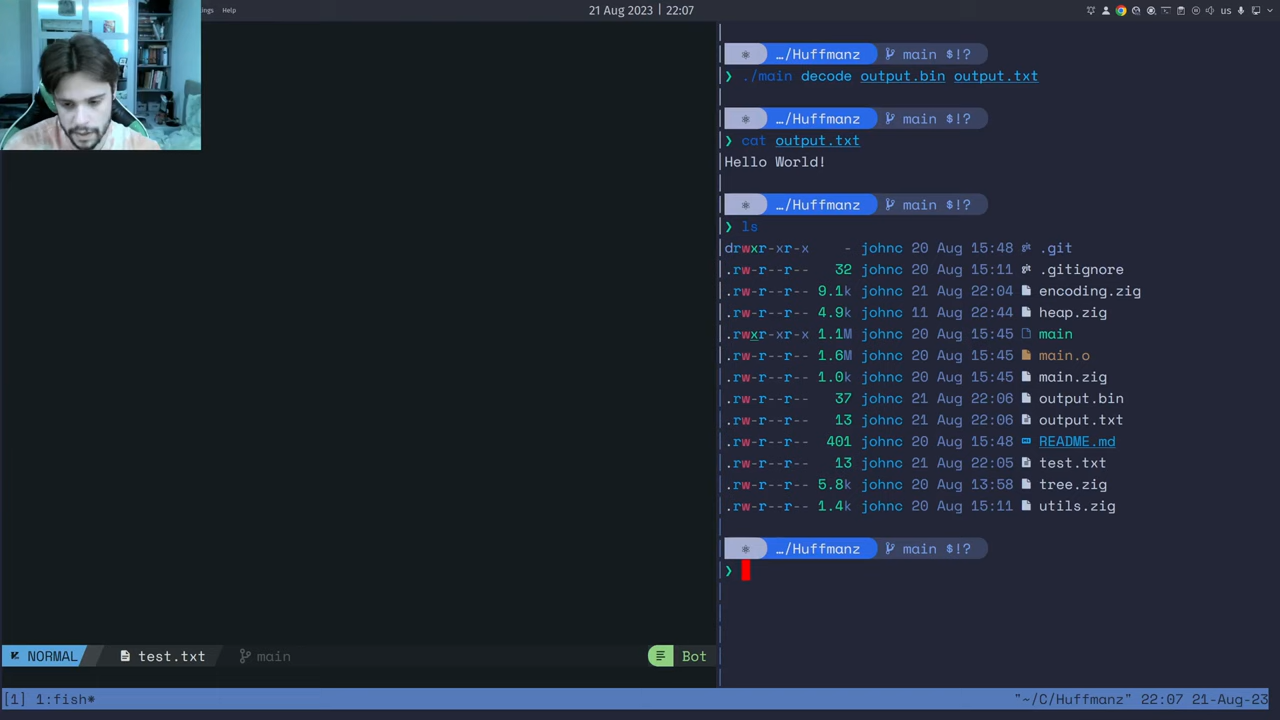 ngs Help 21 Aug 2023 | 22:07 us
…/Huffmanz main $!?
❯ ./main decode output.bin output.txt
…/Huffmanz main $!?
❯ cat output.txt
Hello World!
…/Huffmanz main $!?
❯ ls
drwxr-xr-x - johnc 20 Aug 15:48 .git
.rw-r--r-- 32 johnc 20 Aug 15:11 .gitignore
.rw-r--r-- 9.1k johnc 21 Aug 22:04 encoding.zig
.rw-r--r-- 4.9k johnc 11 Aug 22:44 heap.zig
.rwxr-xr-x 1.1M johnc 20 Aug 15:45 main
.rw-r--r-- 1.6M johnc 20 Aug 15:45 main.o
.rw-r--r-- 1.0k johnc 20 Aug 15:45 main.zig
.rw-r--r-- 37 johnc 21 Aug 22:06 output.bin
.rw-r--r-- 13 johnc 21 Aug 22:06 output.txt
.rw-r--r-- 401 johnc 20 Aug 15:48 README.md
.rw-r--r-- 13 johnc 21 Aug 22:05 test.txt
.rw-r--r-- 5.8k johnc 20 Aug 13:58 tree.zig
.rw-r--r-- 1.4k johnc 20 Aug 15:11 utils.zig
…/Huffmanz main $!?
❯
NORMAL test.txt main Bot
[1] 1:fish* "~/C/Huffmanz" 22:07 21-Aug-23